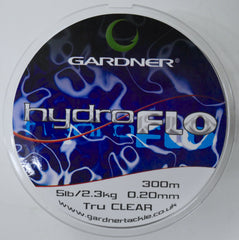 GARDNER
hydroFLO
300m
5lb/2.3kg 0.20mm
Tru CLEAR
www.gardnertackle.co.uk